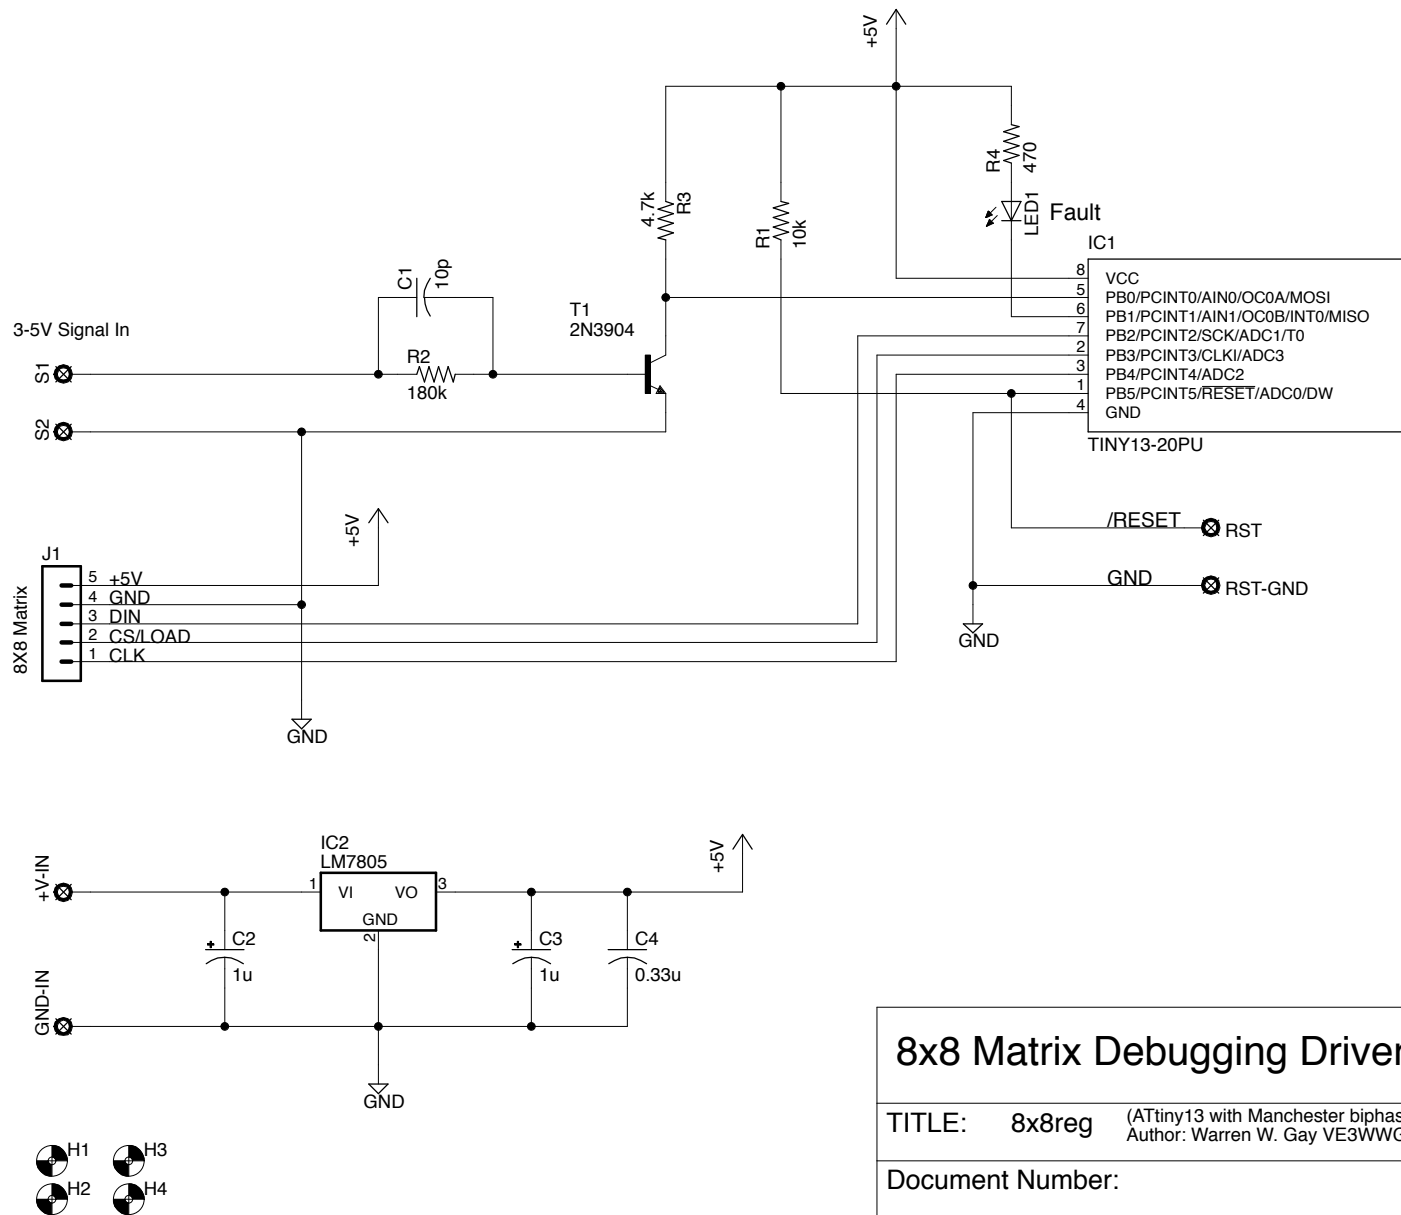 +5V
R4
470
4.7k
R3
R1
10k
LED1
Fault
IC1
C1
10p
T1
2N3904
3-5V Signal In
S1
R2
180k
S2
8 VCC
5 PB0/PCINT0/AIN0/OC0A/MOSI
6 PB1/PCINT1/AIN1/OC0B/INT0/MISO
7 PB2/PCINT2/SCK/ADC1/T0
2 PB3/PCINT3/CLKI/ADC3
3 PB4/PCINT4/ADC2
1 PB5/PCINT5/RESET/ADC0/DW
4 GND
TINY13-20PU
/RESET RST
GND RST-GND
GND
+5V
J1
8X8 Matrix
5 +5V
4 GND
3 DIN
2 CS/LOAD
1 CLK
GND
IC2
LM7805
+5V
+V-IN
1 VI VO 3
GND
2
C2
1u
C3
1u
C4
0.33u
GND-IN
GND
H1 H3
H2 H4
8x8 Matrix Debugging Driver
TITLE: 8x8reg
(ATtiny13 with Manchester biphas
Author: Warren W. Gay VE3WWG
Document Number: